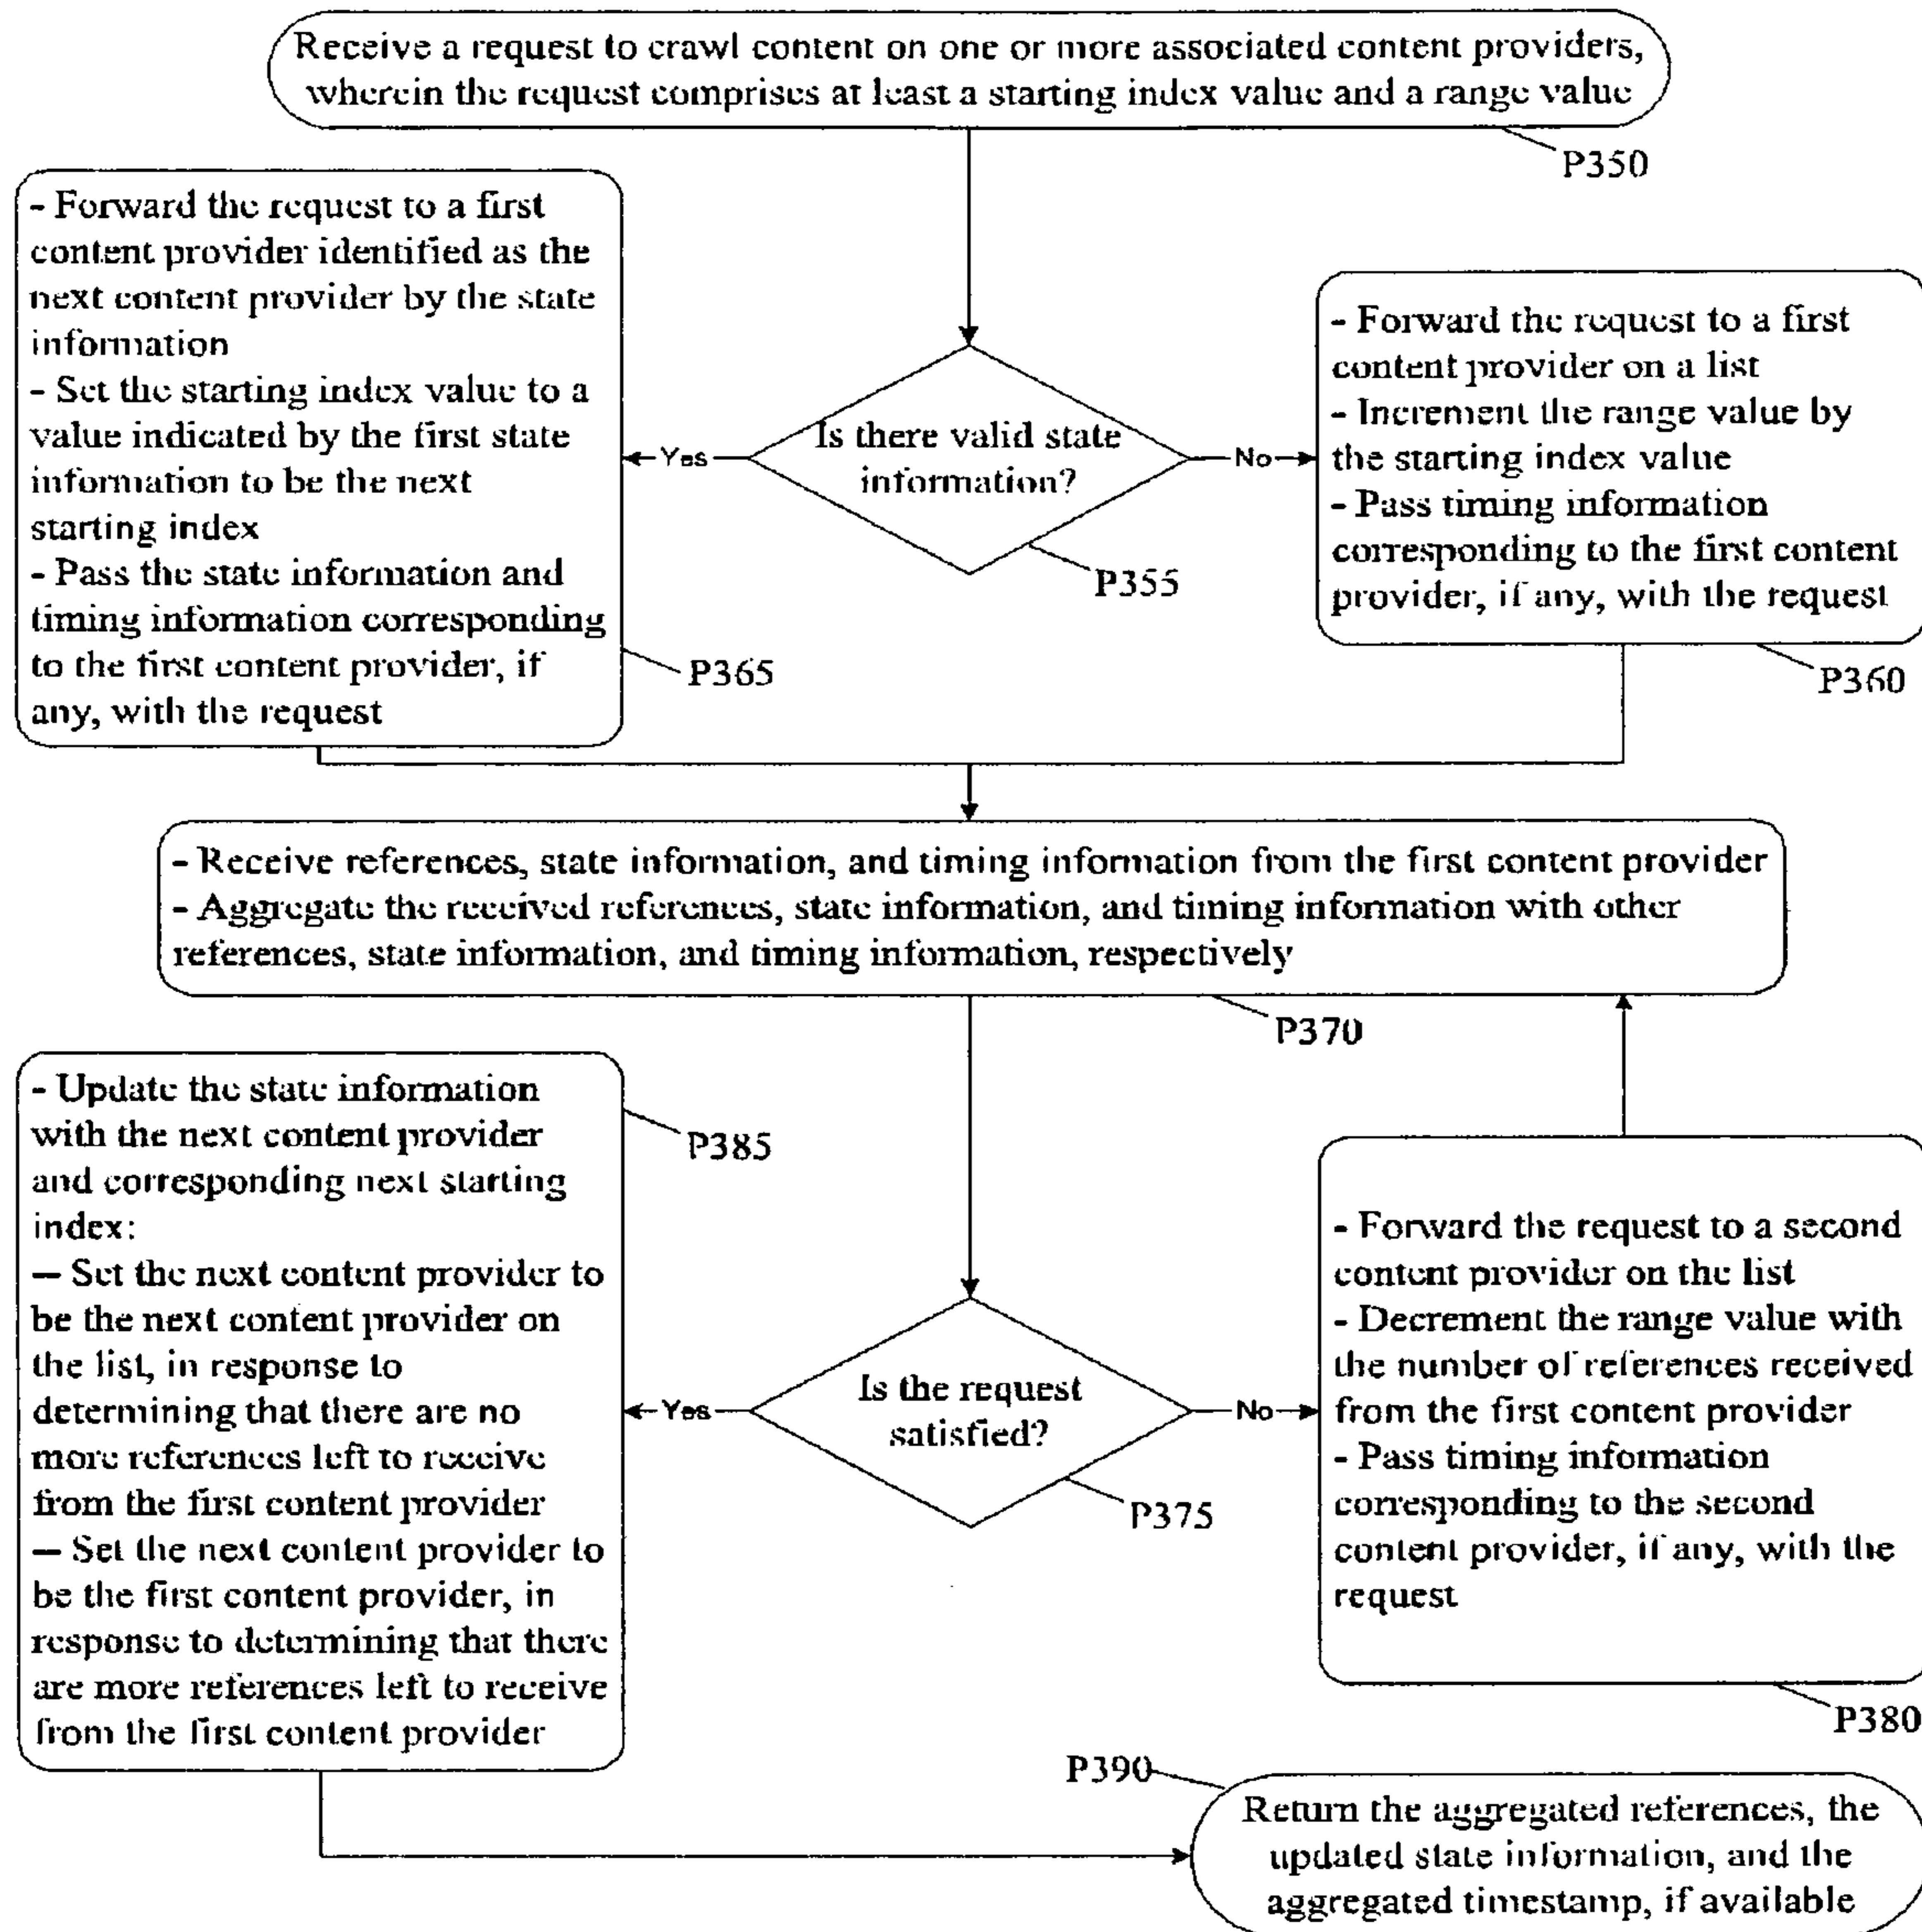 Receive a request to crawl content on one or more associated content providers,
wherein the request comprises at least a starting index value and a range value
P350
- Forward the request to a first
content provider identified as the
next content provider by the state
information
- Set the starting index value to a
value indicated by the first state
information to be the next
starting index
- Pass the state information and
timing information corresponding
to the first content provider, if
any, with the request
P365
Is there valid state
information?
Yes
No
P355
- Forward the request to a first
content provider on a list
- Increment the range value by
the starting index value
- Pass timing information
corresponding to the first content
provider, if any, with the request
P360
- Receive references, state information, and timing information from the first content provider
- Aggregate the received references, state information, and timing information with other
references, state information, and timing information, respectively
P370
- Update the state information
with the next content provider
and corresponding next starting
index:
— Set the next content provider to
be the next content provider on
the list, in response to
determining that there are no
more references left to receive
from the first content provider
— Set the next content provider to
be the first content provider, in
response to determining that there
are more references left to receive
from the first content provider
P385
Is the request
satisfied?
Yes
No
P375
- Forward the request to a second
content provider on the list
- Decrement the range value with
the number of references received
from the first content provider
- Pass timing information
corresponding to the second
content provider, if any, with the
request
P380
P390
Return the aggregated references, the
updated state information, and the
aggregated timestamp, if available